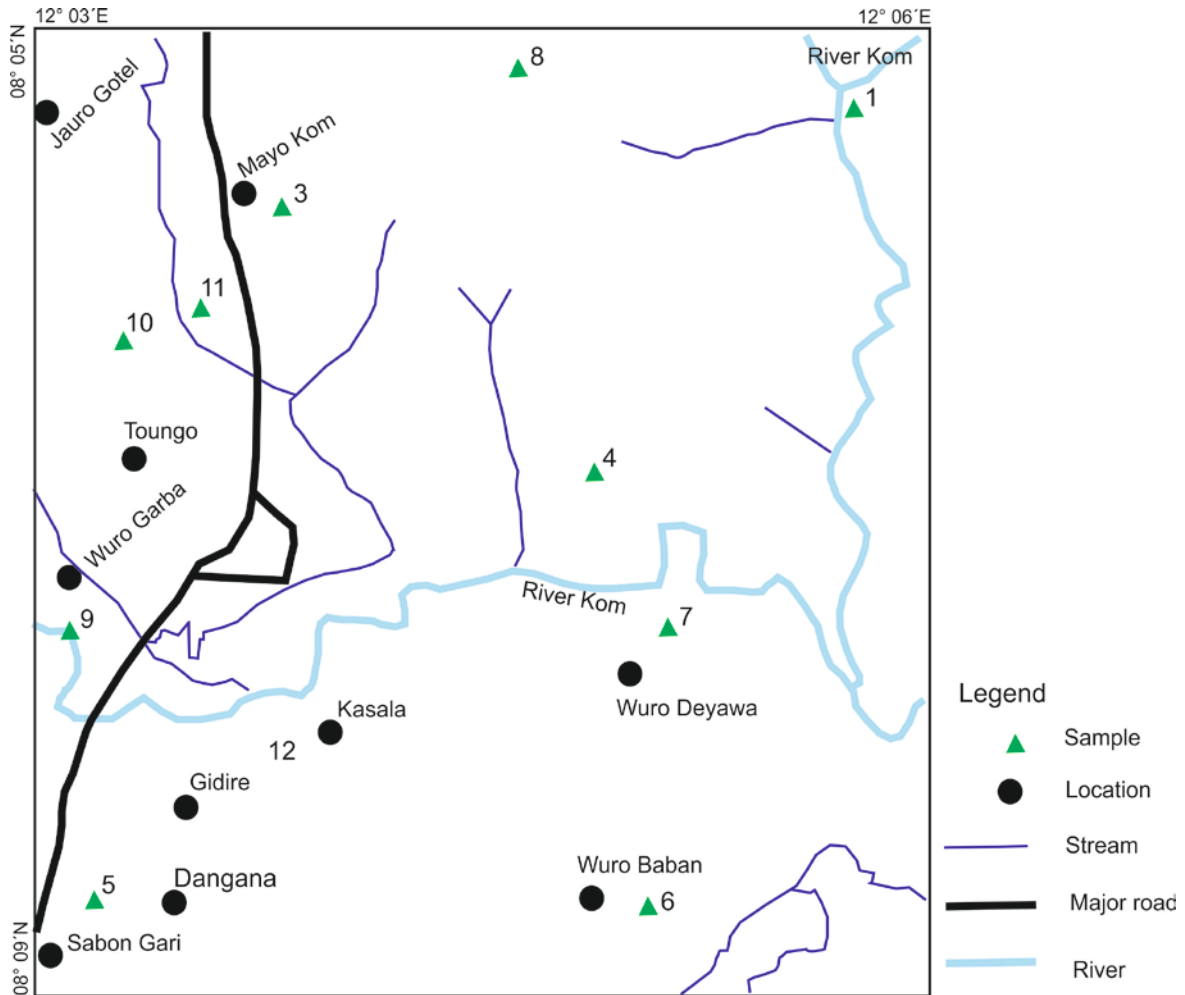 12° 03´E
12° 06´E
08° 05´N
River Kom
8
1
Jauro Gotel
Mayo Kom
3
11
10
Toungo
4
Wuro Garba
River Kom
9
7
Kasala
Wuro Deyawa
12
Gidire
Wuro Baban
5
Dangana
6
Sabon Gari
08° 09´N
Legend
Sample
Location
Stream
Major road
River